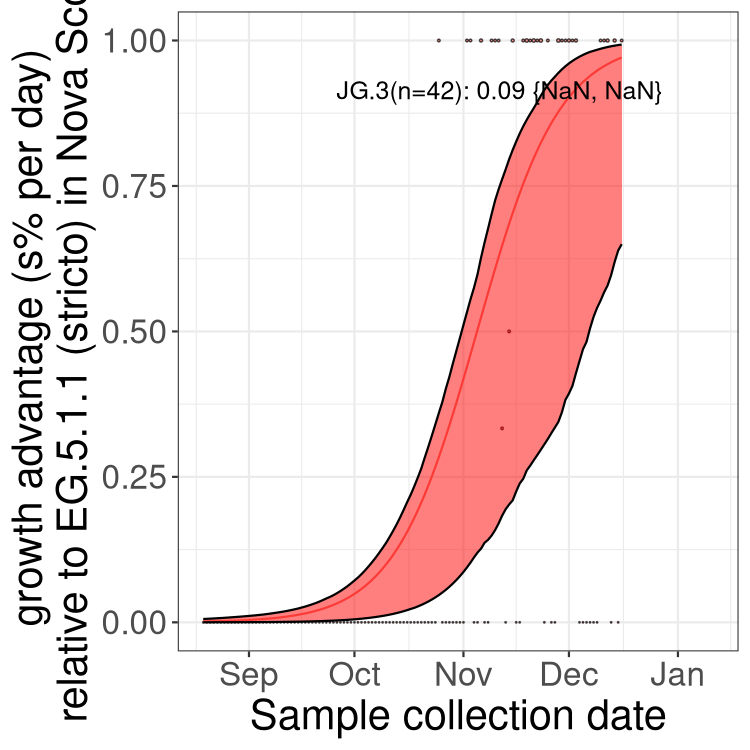 growth advantage (s% per day)
relative to EG.5.1.1 (stricto) in Nova Sco
1.00
0.75
0.50
0.25
0.00
JG.3(n=42): 0.09 {NaN, NaN}
Sep Oct Nov Dec Jan
Sample collection date